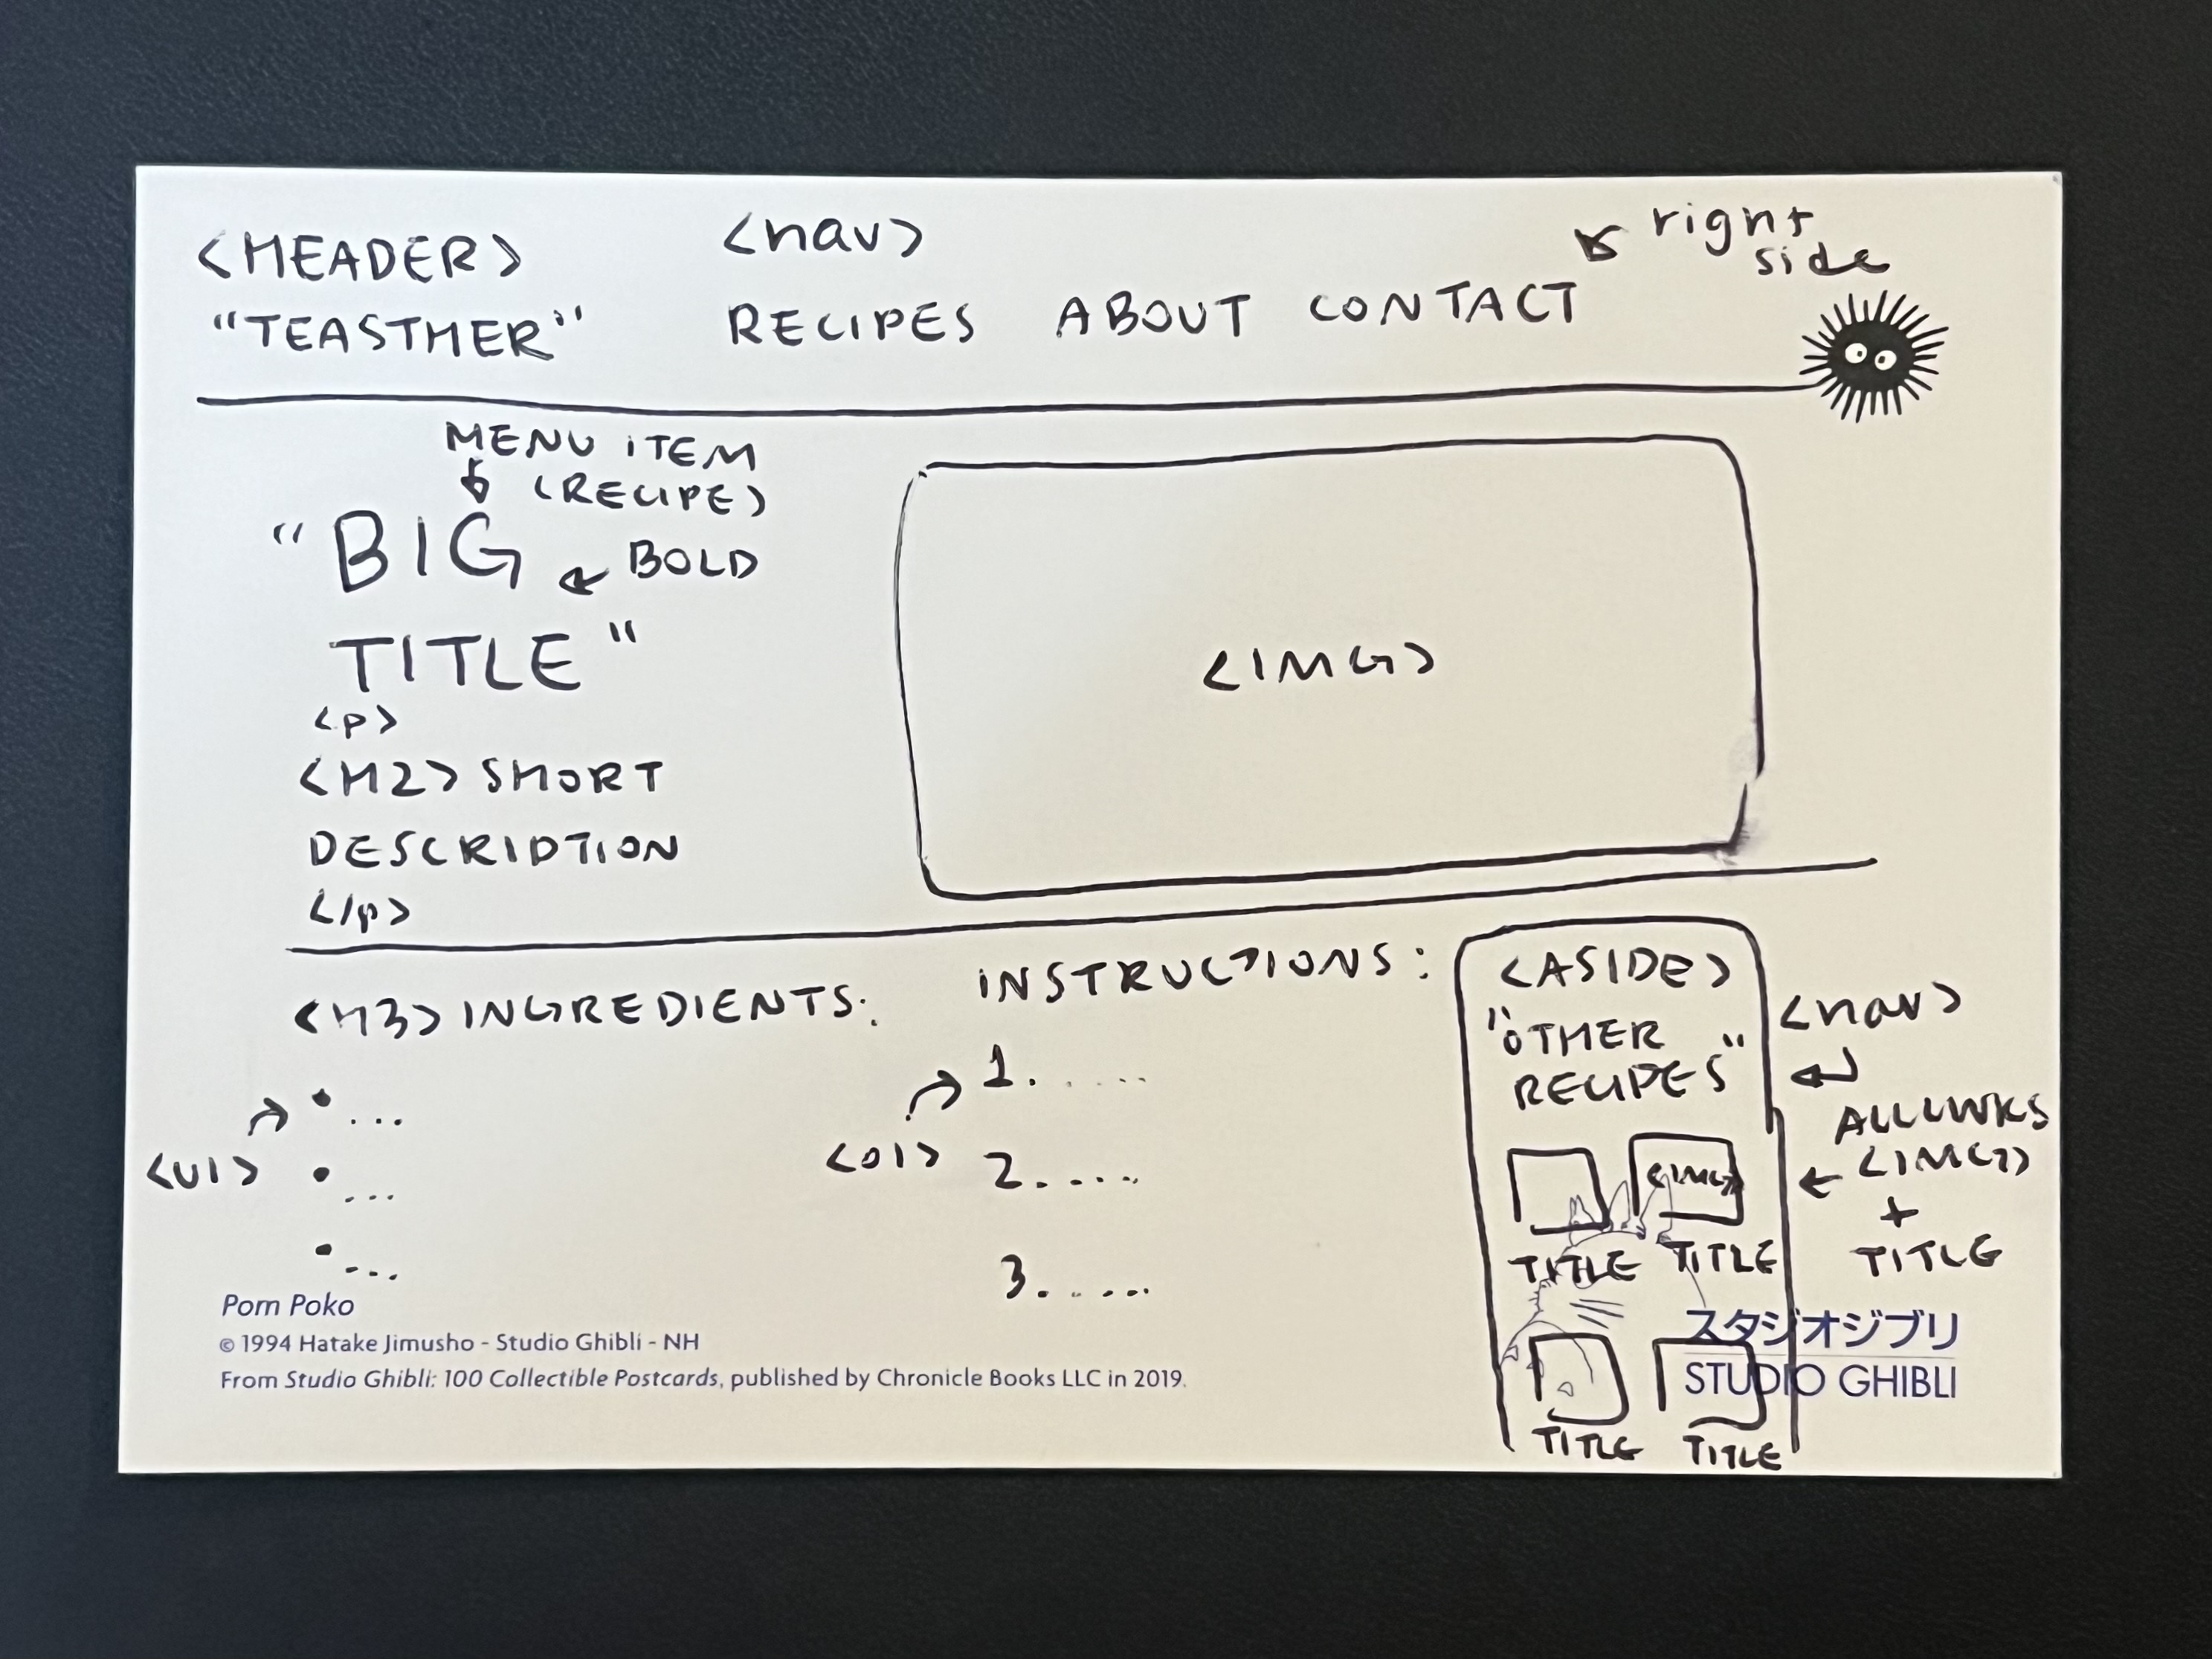 <HEADER>
"TEASTHER"
<nav>
RECIPES ABOUT CONTACT
right
side
MENU ITEM
(RECIPE)
"BIG
BOLD
TITLE"
<p>
<H2> SHORT
DESCRIPTION
</p>
<IMG>
<H3> INGREDIENTS:
<ul>
• ...
• ...
• ...
INSTRUCTIONS:
<ol>
1. .....
2. ....
3. .....
<ASIDE>
"OTHER
RECIPES"
<IMG>
TITLE TITLE
TITLE TITLE
<nav>
ALL LINKS
<IMG>
+
TITLE
Pom Poko
© 1994 Hatake Jimusho - Studio Ghibli - NH
From Studio Ghibli: 100 Collectible Postcards, published by Chronicle Books LLC in 2019.
スタジオジブリ
STUDIO GHIBLI